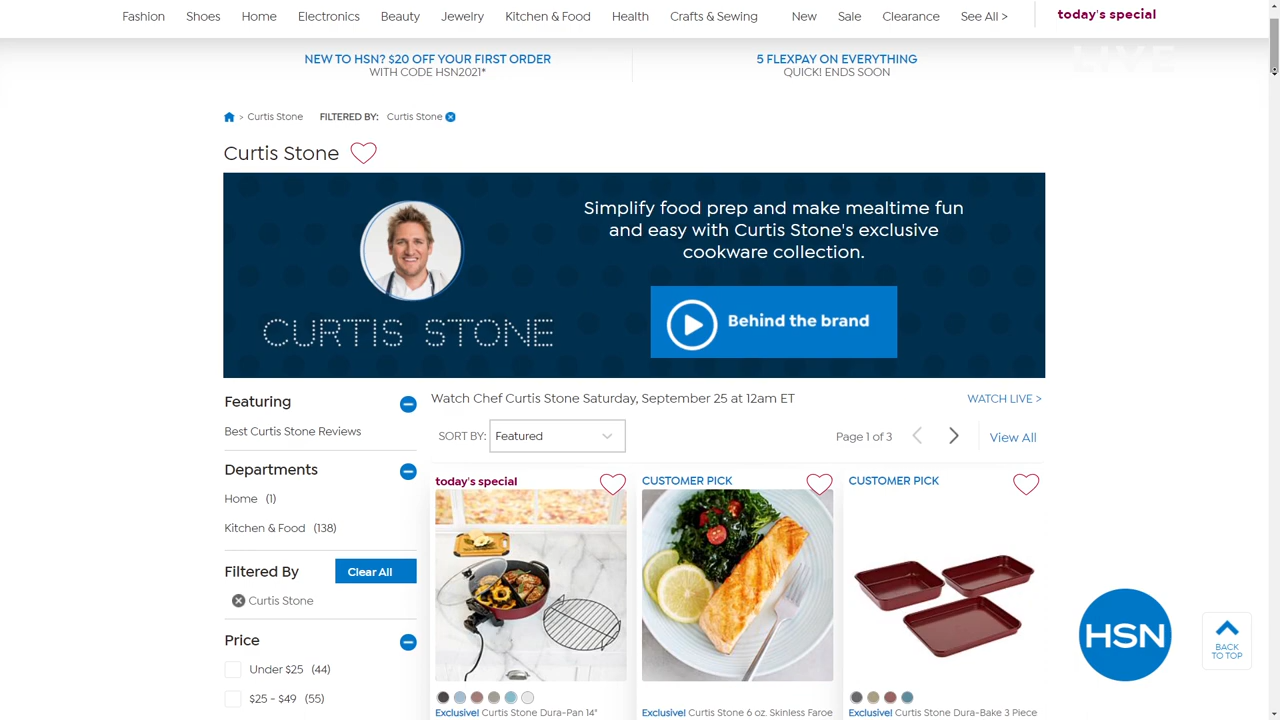 Fashion Shoes Home Electronics Beauty Jewelry Kitchen & Food Health Crafts & Sewing New Sale Clearance See All > today's special
LIVE
NEW TO HSN? $20 OFF YOUR FIRST ORDER
WITH CODE HSN2021*
5 FLEXPAY ON EVERYTHING
QUICK! ENDS SOON
> Curtis Stone FILTERED BY: Curtis Stone
Curtis Stone
Simplify food prep and make mealtime fun
and easy with Curtis Stone's exclusive
cookware collection.
CURTIS STONE
Behind the brand
Featuring
Best Curtis Stone Reviews
Departments
Home (1)
Kitchen & Food (138)
Filtered By Clear All
Curtis Stone
Price
Under $25 (44)
$25 - $49 (55)
Watch Chef Curtis Stone Saturday, September 25 at 12am ET WATCH LIVE >
SORT BY: Featured Page 1 of 3 View All
today's special
Exclusive! Curtis Stone Dura-Pan 14"
CUSTOMER PICK
Exclusive! Curtis Stone 6 oz. Skinless Faroe
CUSTOMER PICK
Exclusive! Curtis Stone Dura-Bake 3 Piece
HSN
BACK
TO TOP